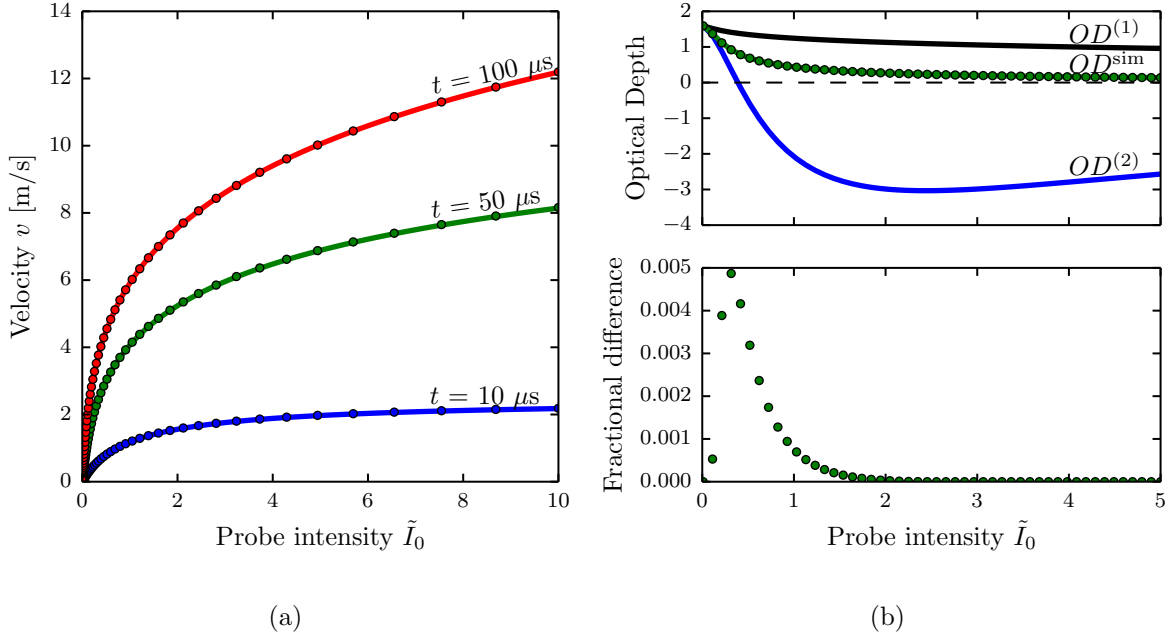 14
12
10
8
6
4
2
0
Velocity v [m/s]
t = 100 μs
t = 50 μs
t = 10 μs
0 2 4 6 8 10
Probe intensity Ĩ₀
(a)
2
1
0
−1
−2
−3
−4
Optical Depth
OD⁽¹⁾
ODˢⁱᵐ
OD⁽²⁾
0.005
0.004
0.003
0.002
0.001
0.000
Fractional difference
0 1 2 3 4 5
Probe intensity Ĩ₀
(b)